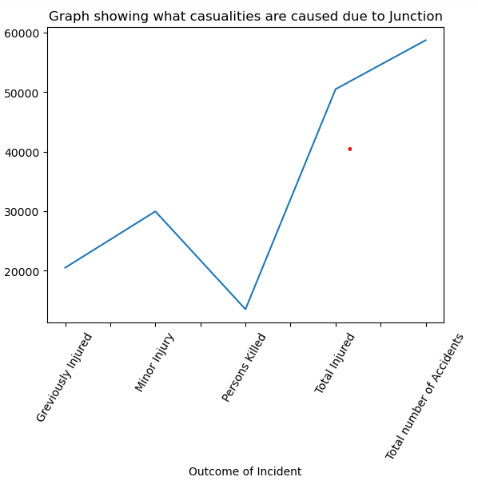 Graph showing what casualities are caused due to Junction
60000
50000
40000
30000
20000
Greviously Injured
Minor Injury
Persons Killed
Total Injured
Total number of Accidents
Outcome of Incident